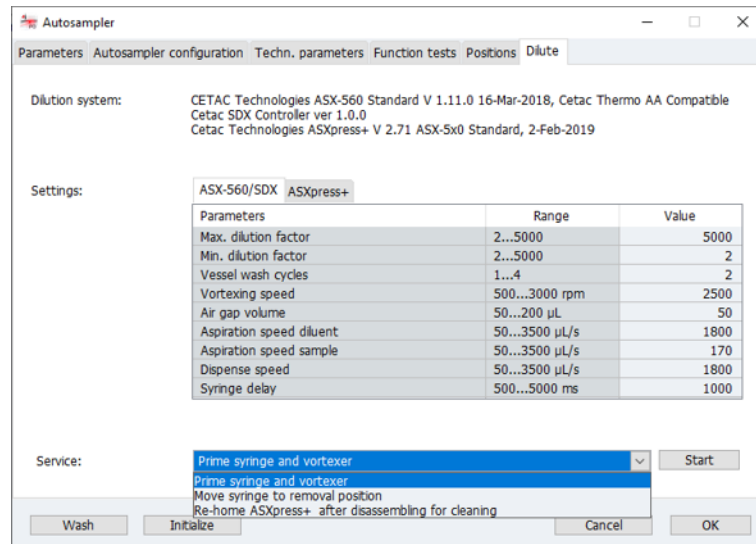 Autosampler
Parameters Autosampler configuration Techn. parameters Function tests Positions Dilute
Dilution system: CETAC Technologies ASX-560 Standard V 1.11.0 16-Mar-2018, Cetac Thermo AA Compatible
Cetac SDX Controller ver 1.0.0
Cetac Technologies ASXpress+ V 2.71 ASX-5x0 Standard, 2-Feb-2019
Settings: ASX-560/SDX ASXpress+
Parameters Range Value
Max. dilution factor 2...5000 5000
Min. dilution factor 2...5000 2
Vessel wash cycles 1...4 2
Vortexing speed 500...3000 rpm 2500
Air gap volume 50...200 µL 50
Aspiration speed diluent 50...3500 µL/s 1800
Aspiration speed sample 50...3500 µL/s 170
Dispense speed 50...3500 µL/s 1800
Syringe delay 500...5000 ms 1000
Service: Prime syringe and vortexer Start
Prime syringe and vortexer
Move syringe to removal position
Re-home ASXpress+ after disassembling for cleaning
Wash Initialize Cancel OK